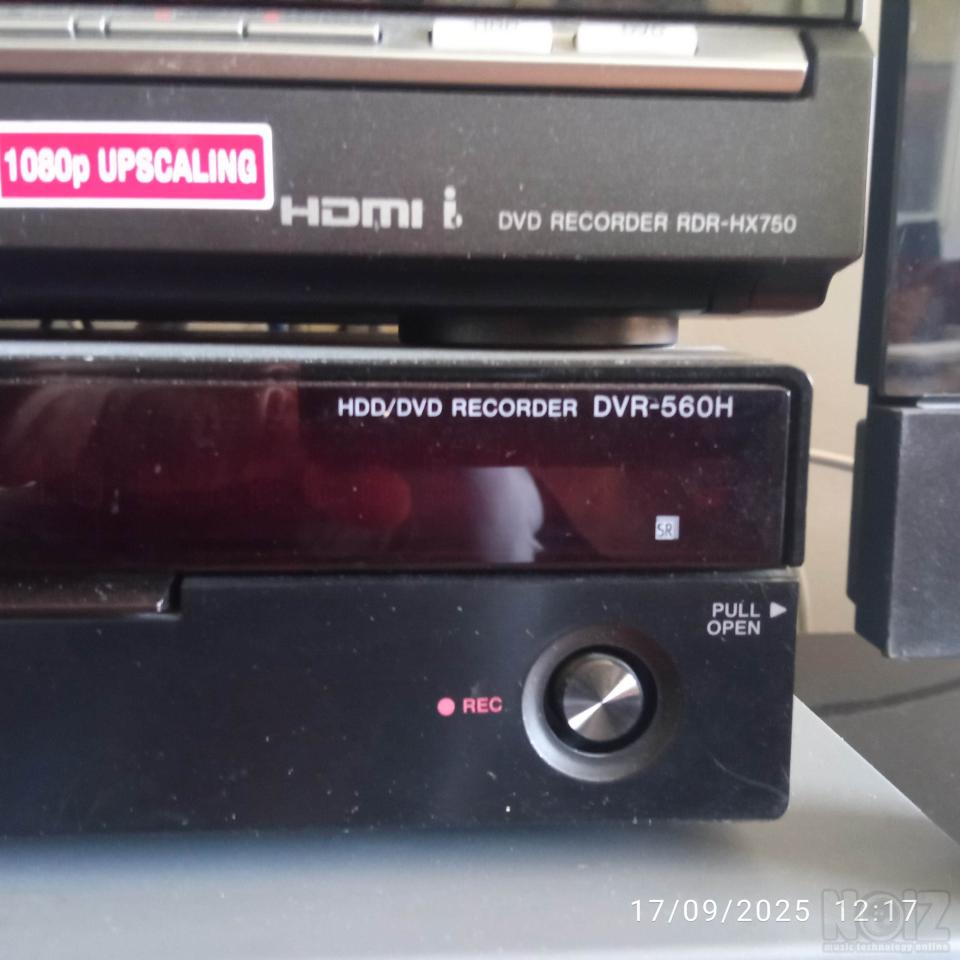 1080p UPSCALING
HDMI
DVD RECORDER RDR-HX750
HDD/DVD RECORDER DVR-560H
SR
PULL
OPEN
REC
17/09/2025 12:17
NOiZ
music technology online